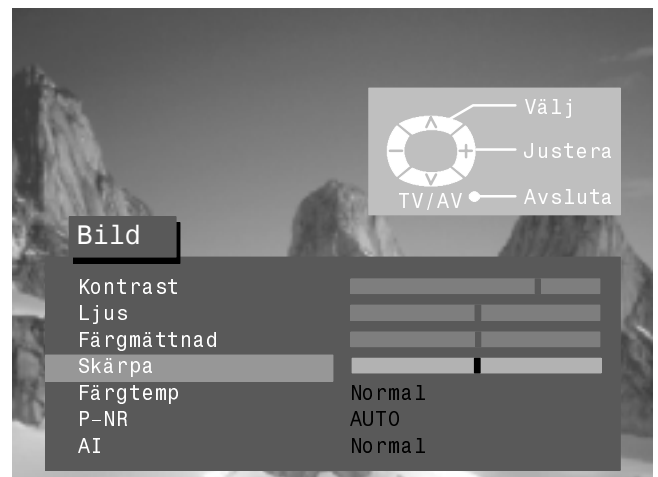 Välj
Justera
TV/AV Avsluta
Bild
Kontrast
Ljus
Färgmättnad
Skärpa
Färgtemp Normal
P-NR AUTO
AI Normal